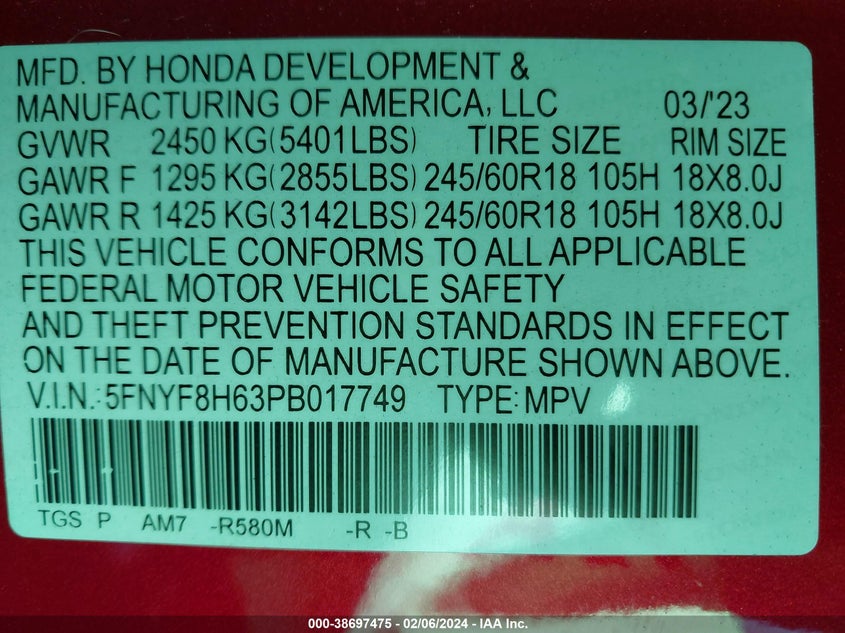 MFD. BY HONDA DEVELOPMENT &
MANUFACTURING OF AMERICA, LLC 03/'23
GVWR 2450 KG(5401LBS) TIRE SIZE RIM SIZE
GAWR F 1295 KG(2855LBS) 245/60R18 105H 18X8.0J
GAWR R 1425 KG(3142LBS) 245/60R18 105H 18X8.0J
THIS VEHICLE CONFORMS TO ALL APPLICABLE
FEDERAL MOTOR VEHICLE SAFETY
AND THEFT PREVENTION STANDARDS IN EFFECT
ON THE DATE OF MANUFACTURE SHOWN ABOVE.
V.I.N.: 5FNYF8H63PB017749 TYPE: MPV
TGS P AM7 -R580M -R -B
000-38697475 - 02/06/2024 - IAA Inc.